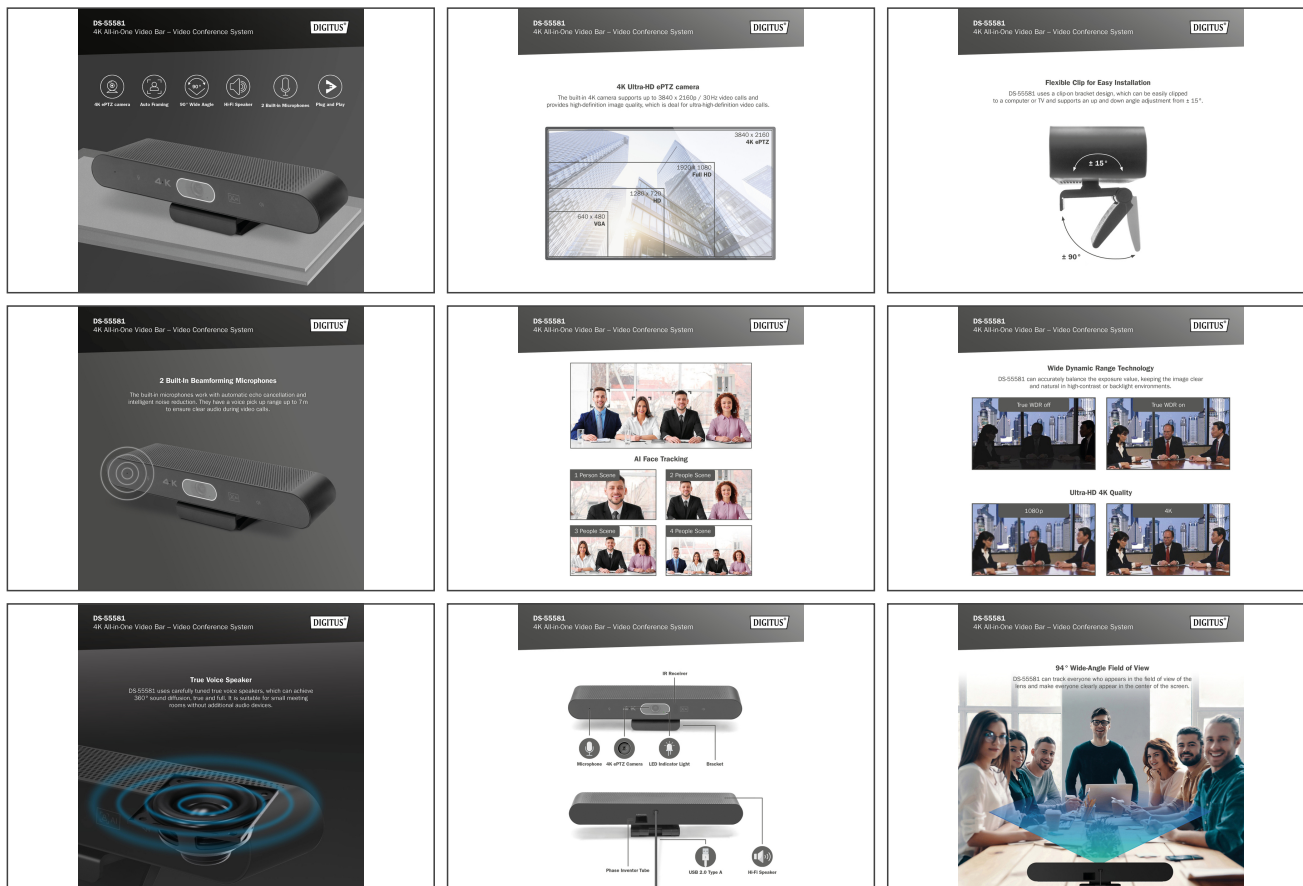 DS-55581
4K All-in-One Video Bar – Video Conference System
DIGITUS®
4K ePTZ camera
Auto Framing
90° Wide Angle
Hi-Fi Speaker
2 Built-in Microphones
Plug and Play
90°
4K
DS-55581
4K All-in-One Video Bar – Video Conference System
DIGITUS®
4K Ultra-HD ePTZ camera
The built-in 4K camera supports up to 3840 x 2160p / 30Hz video calls and
provides high-definition image quality, which is deal for ultra-high-definition video calls.
3840 x 2160
4K ePTZ
1920 x 1080
Full HD
1280 x 720
HD
640 x 480
VGA
DS-55581
4K All-in-One Video Bar – Video Conference System
DIGITUS®
Flexible Clip for Easy Installation
DS-55581 uses a clip-on bracket design, which can be easily clipped
to a computer or TV and supports an up and down angle adjustment from ± 15°.
± 15°
± 90°
DS-55581
4K All-in-One Video Bar – Video Conference System
DIGITUS®
2 Built-In Beamforming Microphones
The built-in microphones work with automatic echo cancellation and
intelligent noise reduction. They have a voice pick up range up to 7m
to ensure clear audio during video calls.
4K
DS-55581
4K All-in-One Video Bar – Video Conference System
DIGITUS®
AI Face Tracking
1 Person Scene
2 People Scene
3 People Scene
4 People Scene
DS-55581
4K All-in-One Video Bar – Video Conference System
DIGITUS®
Wide Dynamic Range Technology
DS-55581 can accurately balance the exposure value, keeping the image clear
and natural in high-contrast or backlight environments.
True WDR off
True WDR on
Ultra-HD 4K Quality
1080p
4K
DS-55581
4K All-in-One Video Bar – Video Conference System
DIGITUS®
True Voice Speaker
DS-55581 uses carefully tuned true voice speakers, which can achieve
360° sound diffusion, true and full. It is suitable for small meeting
rooms without additional audio devices.
DS-55581
4K All-in-One Video Bar – Video Conference System
DIGITUS®
IR Receiver
4K
Microphone
4K ePTZ Camera
LED Indicator Light
Bracket
Phase Inventor Tube
USB 2.0 Type A
Hi-Fi Speaker
DS-55581
4K All-in-One Video Bar – Video Conference System
DIGITUS®
94° Wide-Angle Field of View
DS-55581 can track everyone who appears in the field of view of the
lens and make everyone clearly appear in the center of the screen.